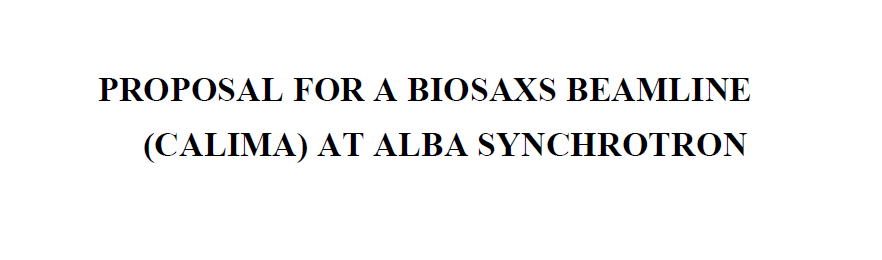 PROPOSAL FOR A BIOSAXS BEAMLINE
(CALIMA) AT ALBA SYNCHROTRON